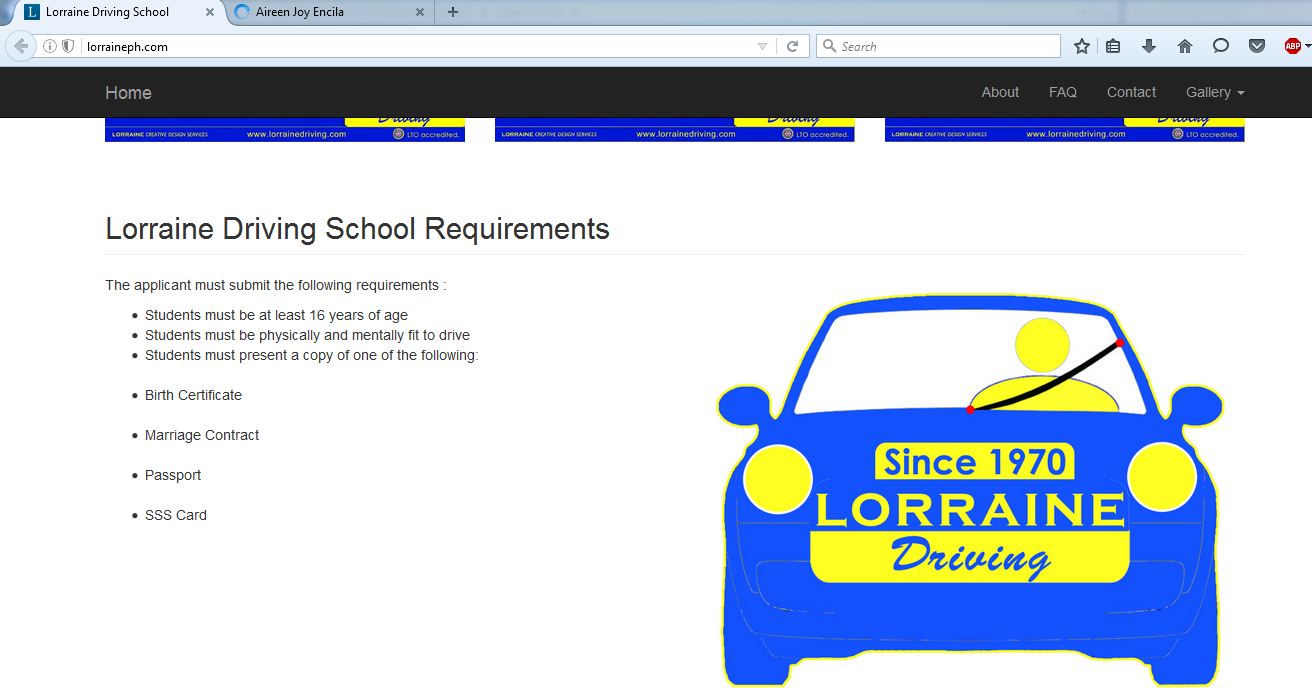 Lorraine Driving School
Aireen Joy Encila
lorraineph.com
Search
ABP
Home
About
FAQ
Contact
Gallery
LORRAINE CREATIVE DESIGN SERVICES www.lorrainedriving.com LTO accredited.
Driving
LORRAINE CREATIVE DESIGN SERVICES www.lorrainedriving.com LTO accredited.
Driving
LORRAINE CREATIVE DESIGN SERVICES www.lorrainedriving.com LTO accredited.
Driving
Lorraine Driving School Requirements
The applicant must submit the following requirements :
Students must be at least 16 years of age
Students must be physically and mentally fit to drive
Students must present a copy of one of the following:
Birth Certificate
Marriage Contract
Passport
SSS Card
Since 1970
LORRAINE
Driving